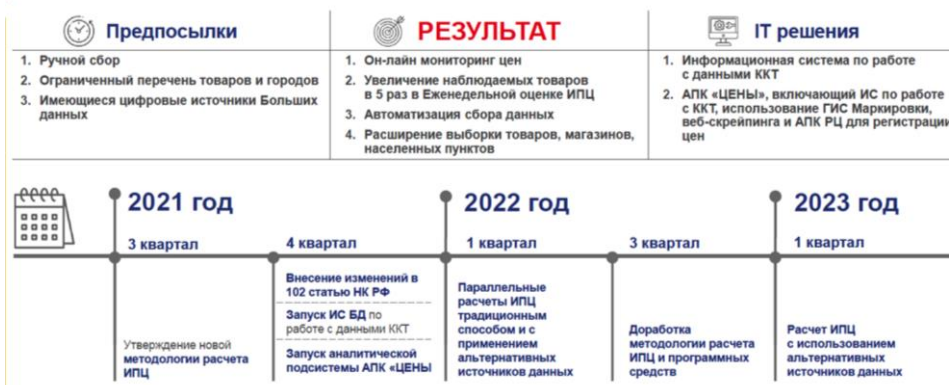 Предпосылки
1. Ручной сбор
2. Ограниченный перечень товаров и городов
3. Имеющиеся цифровые источники Больших
данных
РЕЗУЛЬТАТ
1. Он-лайн мониторинг цен
2. Увеличение наблюдаемых товаров
в 5 раз в Еженедельной оценке ИПЦ
3. Автоматизация сбора данных
4. Расширение выборки товаров, магазинов,
населенных пунктов
IT решения
1. Информационная система по работе
с данными ККТ
2. АПК «ЦЕНЫ», включающий ИС по работе
с ККТ, использование ГИС Маркировки,
веб-скрейпинга и АПК РЦ для регистрации
цен
2021 год
3 квартал
Утверждение новой
методологии расчета
ИПЦ
4 квартал
Внесение изменений в
102 статью НК РФ
Запуск ИС БД по
работе с данными ККТ
Запуск аналитической
подсистемы АПК «ЦЕНЫ
2022 год
1 квартал
Параллельные
расчеты ИПЦ
традиционным
способом и с
применением
альтернативных
источников данных
3 квартал
Доработка
методологии расчета
ИПЦ и программных
средств
2023 год
1 квартал
Расчет ИПЦ
с использованием
альтернативных
источников данных